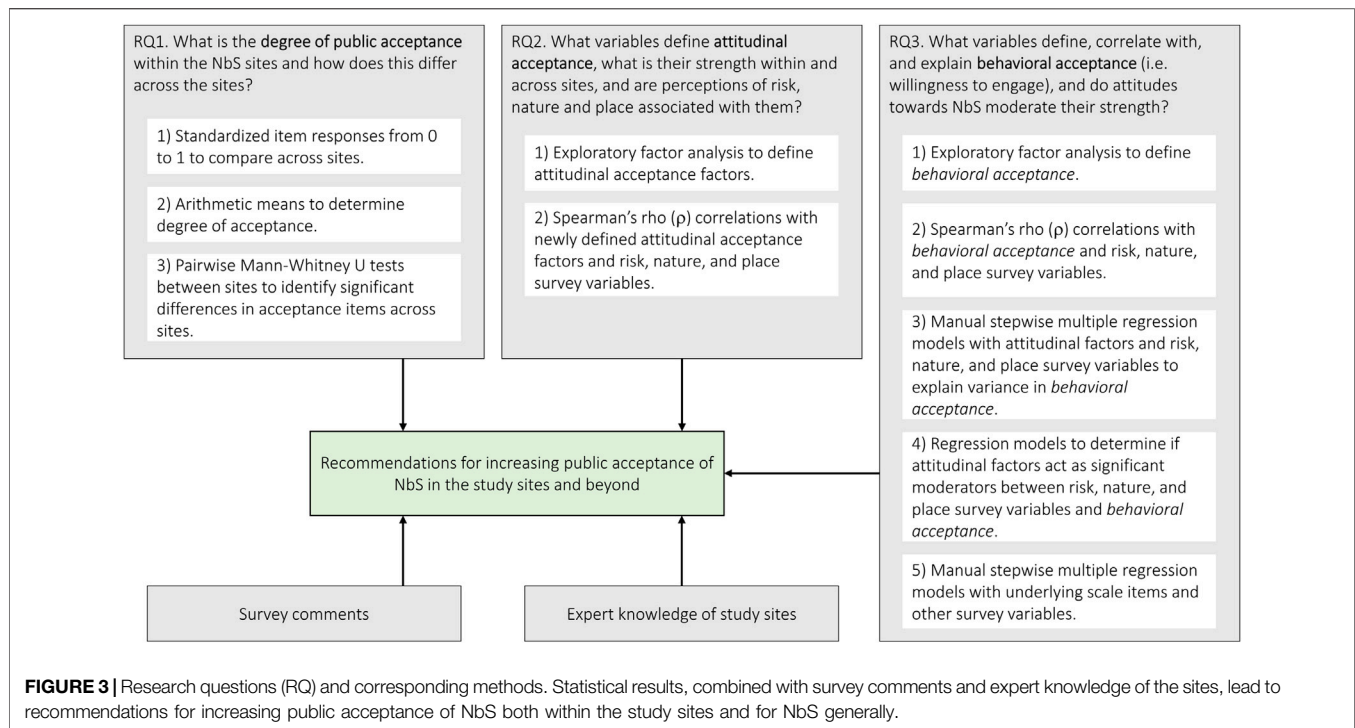 RQ1. What is the degree of public acceptance
within the NbS sites and how does this differ
across the sites?
1) Standardized item responses from 0
to 1 to compare across sites.
2) Arithmetic means to determine
degree of acceptance.
3) Pairwise Mann-Whitney U tests
between sites to identify significant
differences in acceptance items across
sites.
RQ2. What variables define attitudinal
acceptance, what is their strength within and
across sites, and are perceptions of risk,
nature and place associated with them?
1) Exploratory factor analysis to define
attitudinal acceptance factors.
2) Spearman's rho (ρ) correlations with
newly defined attitudinal acceptance
factors and risk, nature, and place
survey variables.
RQ3. What variables define, correlate with,
and explain behavioral acceptance (i.e.
willingness to engage), and do attitudes
towards NbS moderate their strength?
1) Exploratory factor analysis to define
behavioral acceptance.
2) Spearman's rho (ρ) correlations with
behavioral acceptance and risk, nature,
and place survey variables.
3) Manual stepwise multiple regression
models with attitudinal factors and risk,
nature, and place survey variables to
explain variance in behavioral
acceptance.
4) Regression models to determine if
attitudinal factors act as significant
moderators between risk, nature, and
place survey variables and behavioral
acceptance.
5) Manual stepwise multiple regression
models with underlying scale items and
other survey variables.
Recommendations for increasing public acceptance of
NbS in the study sites and beyond
Survey comments
Expert knowledge of study sites
FIGURE 3 | Research questions (RQ) and corresponding methods. Statistical results, combined with survey comments and expert knowledge of the sites, lead to
recommendations for increasing public acceptance of NbS both within the study sites and for NbS generally.